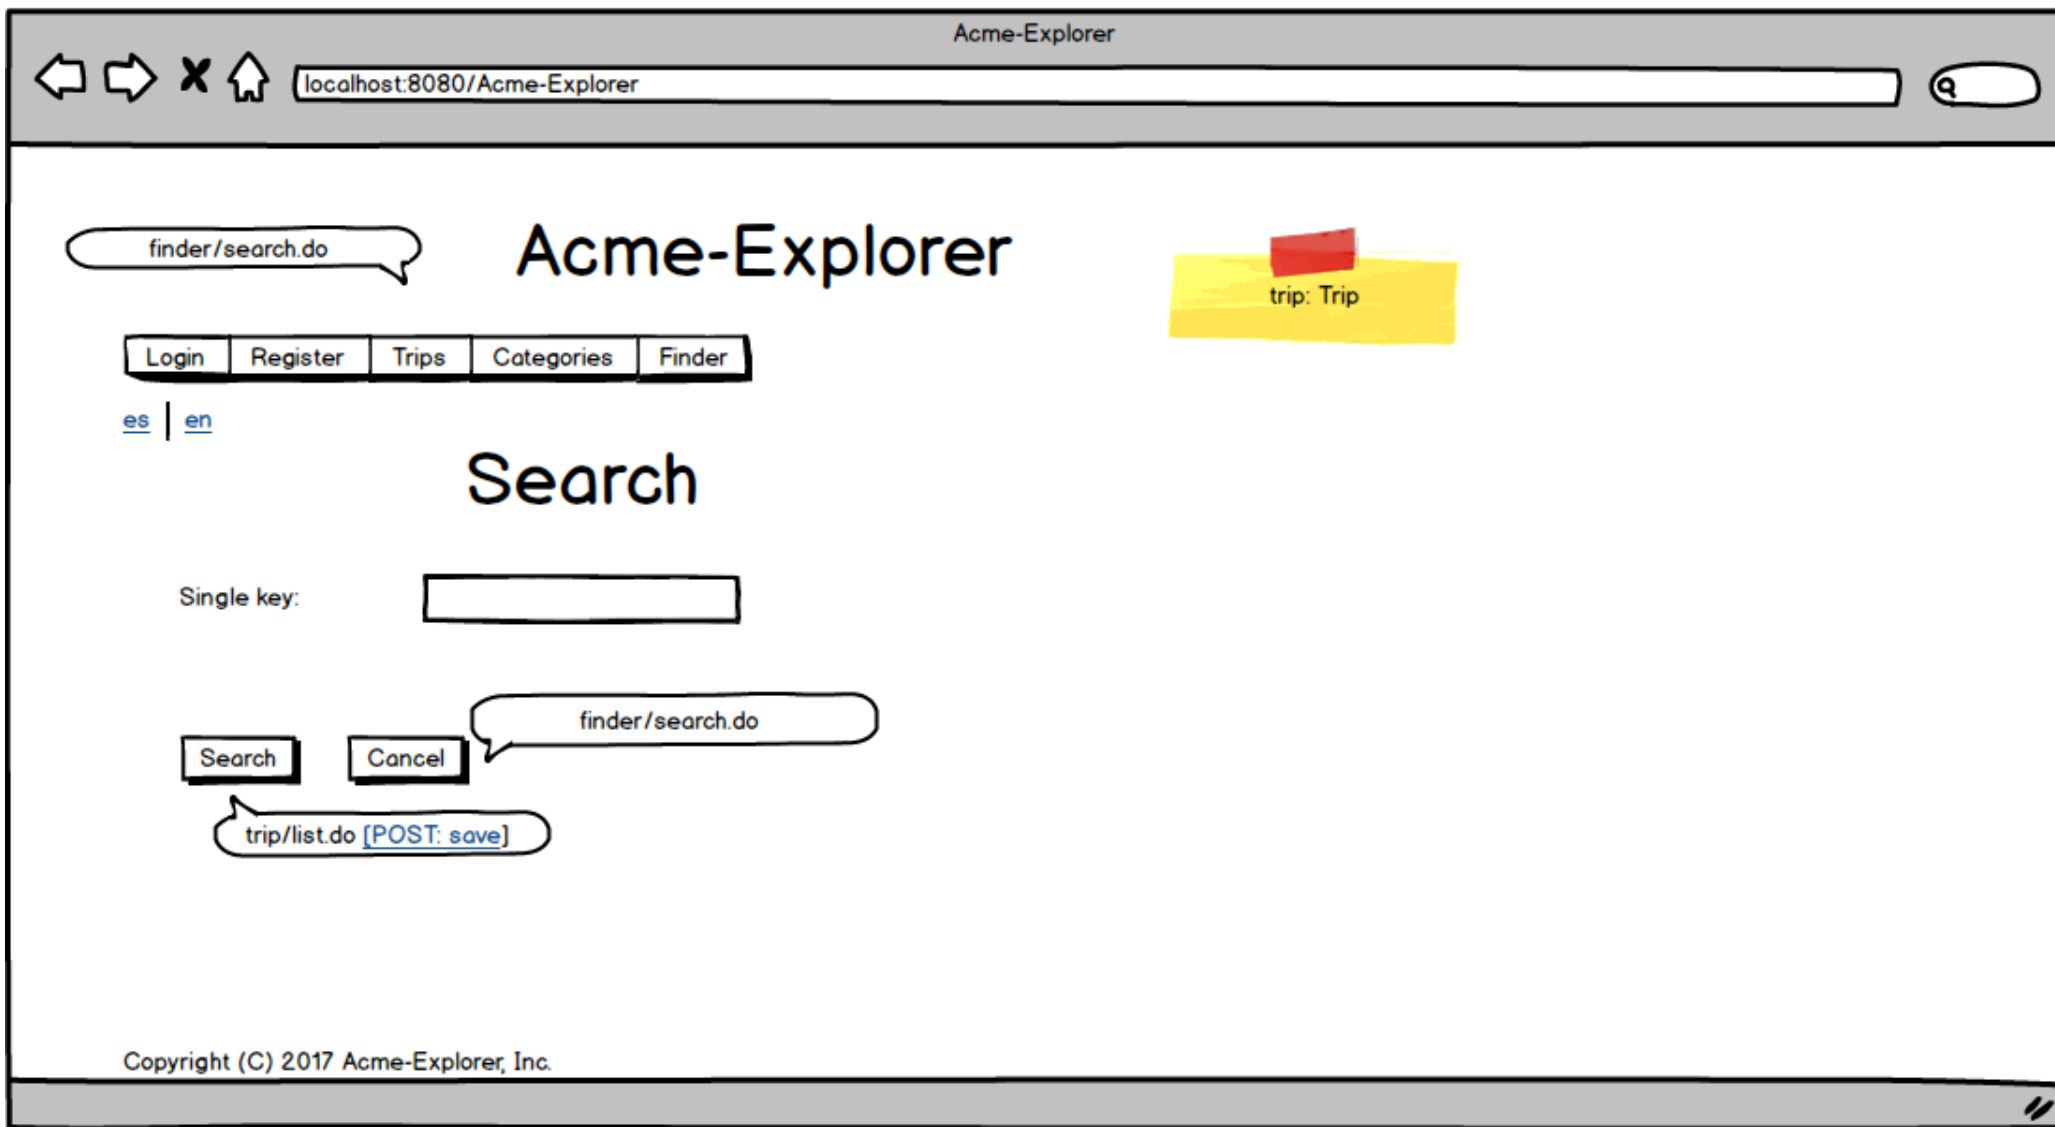 Acme-Explorer
localhost:8080/Acme-Explorer
finder/search.do
Acme-Explorer
trip: Trip
Login Register Trips Categories Finder
es | en
Search
Single key:
finder/search.do
Search Cancel
trip/list.do [POST: save]
Copyright (C) 2017 Acme-Explorer, Inc.